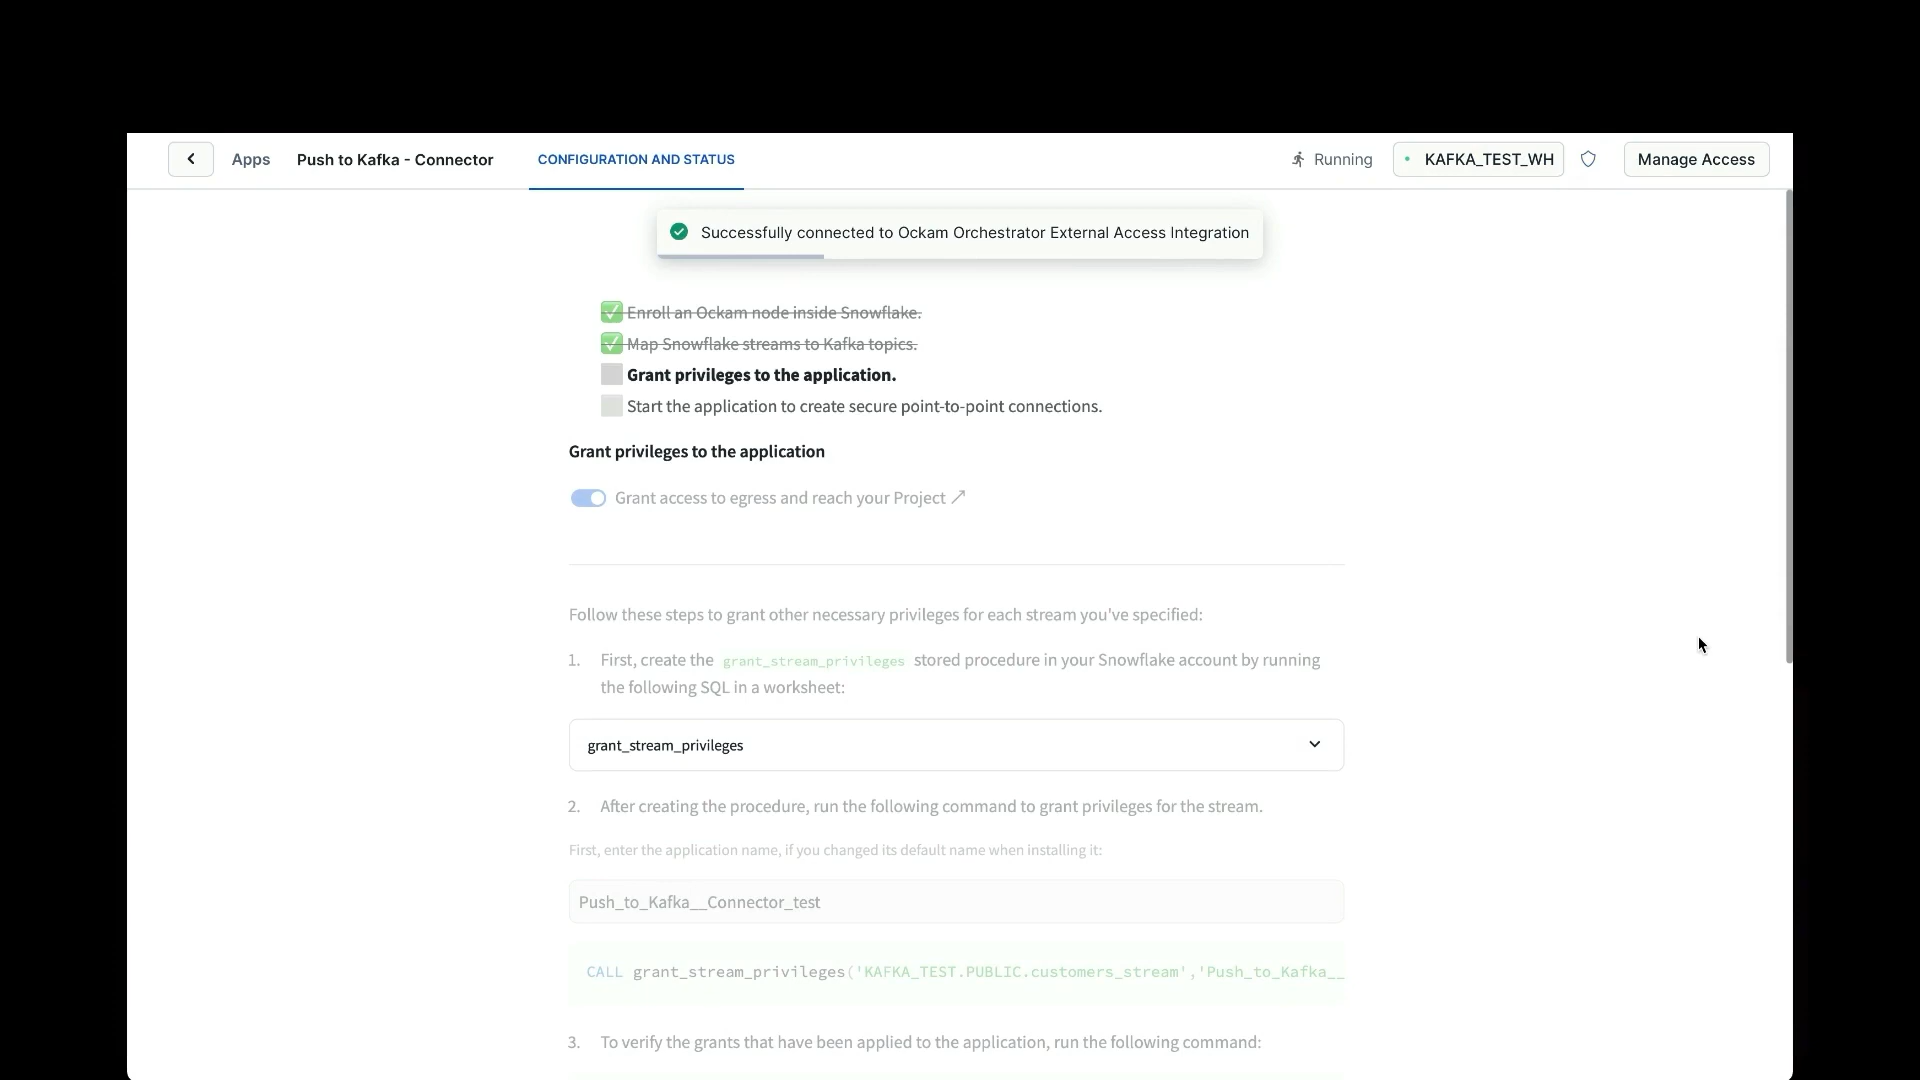 Apps Push to Kafka - Connector CONFIGURATION AND STATUS Running KAFKA_TEST_WH Manage Access
Successfully connected to Ockam Orchestrator External Access Integration
Enroll an Ockam node inside Snowflake.
Map Snowflake streams to Kafka topics.
Grant privileges to the application.
Start the application to create secure point-to-point connections.
Grant privileges to the application
Grant access to egress and reach your Project ↗
Follow these steps to grant other necessary privileges for each stream you've specified:
1. First, create the grant_stream_privileges stored procedure in your Snowflake account by running
the following SQL in a worksheet:
grant_stream_privileges
2. After creating the procedure, run the following command to grant privileges for the stream.
First, enter the application name, if you changed its default name when installing it:
Push_to_Kafka__Connector_test
CALL grant_stream_privileges('KAFKA_TEST.PUBLIC.customers_stream','Push_to_Kafka__
3. To verify the grants that have been applied to the application, run the following command: